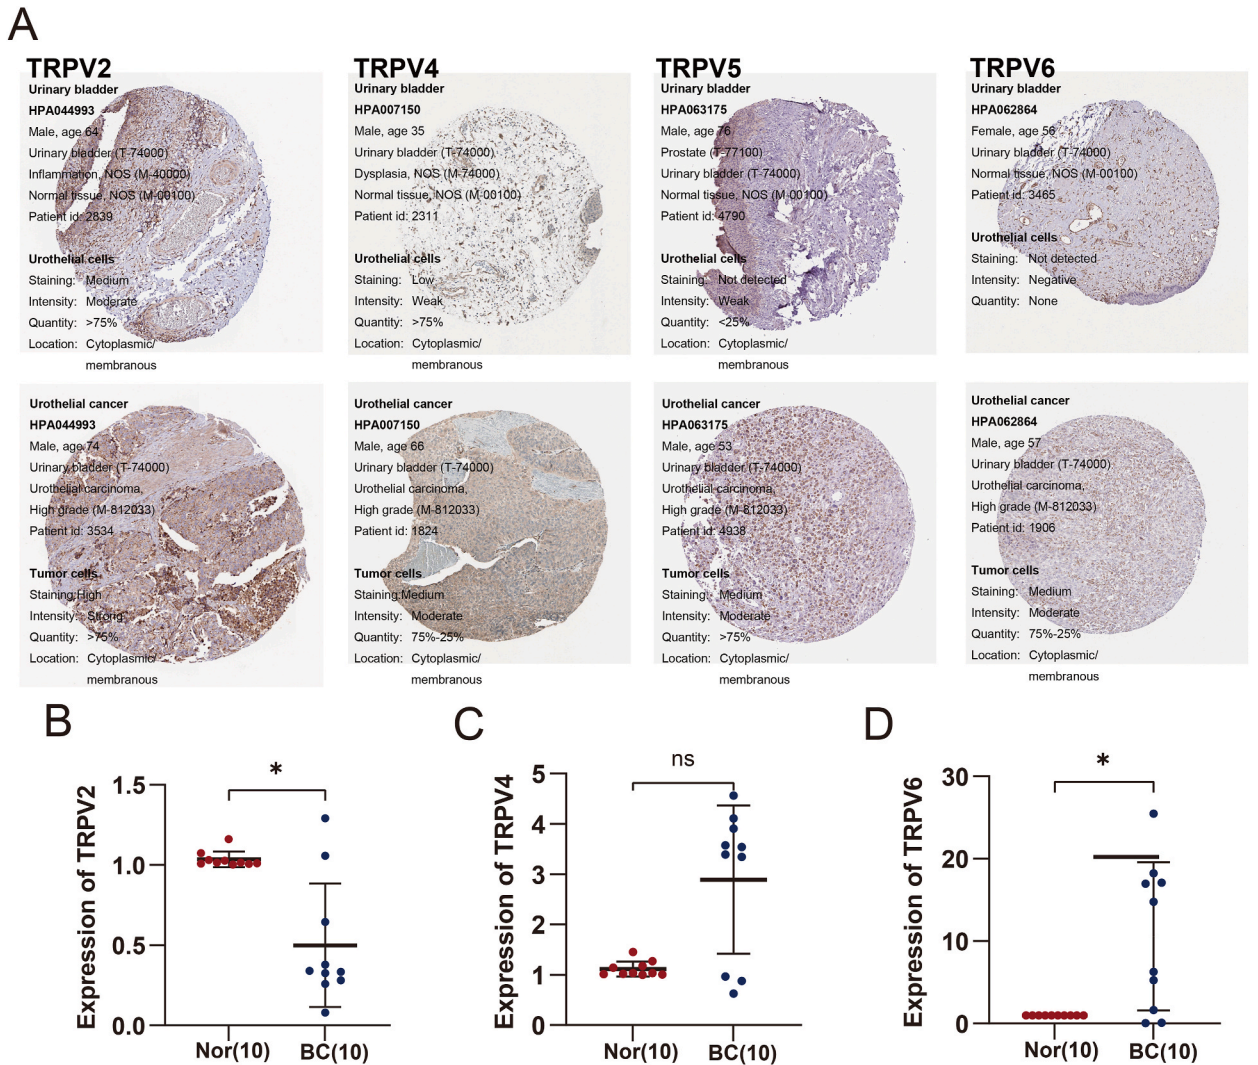 A
TRPV2
Urinary bladder
HPA044993
Male, age 64
Urinary bladder (T-74000)
Inflammation, NOS (M-40000)
Normal tissue, NOS (M-00100)
Patient id: 2839
Urothelial cells
Staining: Medium
Intensity: Moderate
Quantity: >75%
Location: Cytoplasmic/
membranous
TRPV4
Urinary bladder
HPA007150
Male, age 35
Urinary bladder (T-74000)
Dysplasia, NOS (M-74000)
Normal tissue, NOS (M-00100)
Patient id: 2311
Urothelial cells
Staining: Low
Intensity: Weak
Quantity: >75%
Location: Cytoplasmic/
membranous
TRPV5
Urinary bladder
HPA063175
Male, age 76
Prostate (T-77100)
Urinary bladder (T-74000)
Normal tissue, NOS (M-00100)
Patient id: 4790
Urothelial cells
Staining: Not detected
Intensity: Weak
Quantity: <25%
Location: Cytoplasmic/
membranous
TRPV6
Urinary bladder
HPA062864
Female, age 56
Urinary bladder (T-74000)
Normal tissue, NOS (M-00100)
Patient id: 3465
Urothelial cells
Staining: Not detected
Intensity: Negative
Quantity: None
Urothelial cancer
HPA044993
Male, age 74
Urinary bladder (T-74000)
Urothelial carcinoma,
High grade (M-812033)
Patient id: 3534
Tumor cells
Staining:High
Intensity: Strong
Quantity: >75%
Location: Cytoplasmic/
membranous
Urothelial cancer
HPA007150
Male, age 66
Urinary bladder (T-74000)
Urothelial carcinoma,
High grade (M-812033)
Patient id: 1824
Tumor cells
Staining:Medium
Intensity: Moderate
Quantity: 75%-25%
Location: Cytoplasmic/
membranous
Urothelial cancer
HPA063175
Male, age 53
Urinary bladder (T-74000)
Urothelial carcinoma,
High grade (M-812033)
Patient id: 4938
Tumor cells
Staining: Medium
Intensity: Moderate
Quantity: >75%
Location: Cytoplasmic/
membranous
Urothelial cancer
HPA062864
Male, age 57
Urinary bladder (T-74000)
Urothelial carcinoma,
High grade (M-812033)
Patient id: 1906
Tumor cells
Staining: Medium
Intensity: Moderate
Quantity: 75%-25%
Location: Cytoplasmic/
membranous
B
Expression of TRPV2
1.5
1.0
0.5
0.0
*
Nor(10) BC(10)
C
Expression of TRPV4
5
4
3
2
1
0
ns
Nor(10) BC(10)
D
Expression of TRPV6
30
20
10
0
*
Nor(10) BC(10)